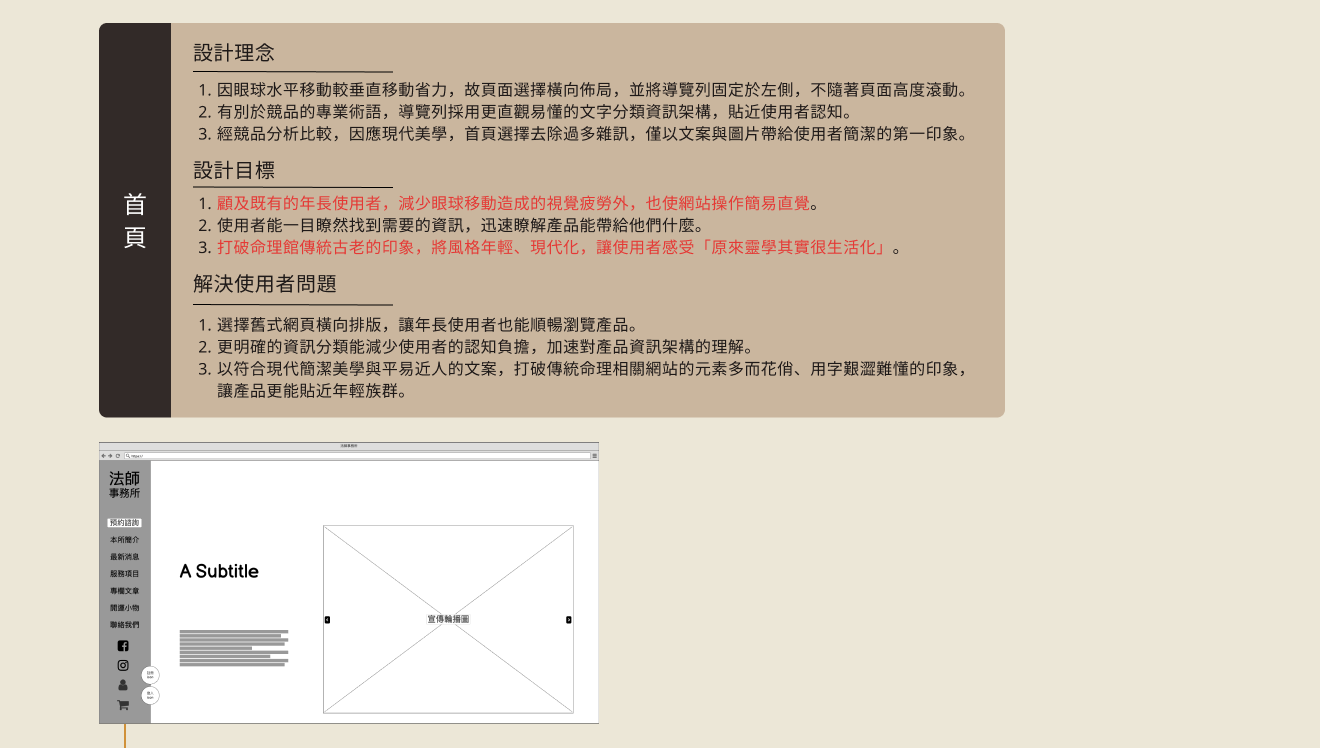 首頁
設計理念
1. 因眼球水平移動較垂直移動省力，故頁面選擇橫向佈局，並將導覽列固定於左側，不隨著頁面高度滾動。
2. 有別於競品的專業術語，導覽列採用更直觀易懂的文字分類資訊架構，貼近使用者認知。
3. 經競品分析比較，因應現代美學，首頁選擇去除過多雜訊，僅以文案與圖片帶給使用者簡潔的第一印象。
設計目標
1. 顧及既有的年長使用者，減少眼球移動造成的視覺疲勞外，也使網站操作簡易直覺。
2. 使用者能一目瞭然找到需要的資訊，迅速瞭解產品能帶給他們什麼。
3. 打破命理館傳統古老的印象，將風格年輕、現代化，讓使用者感受「原來靈學其實很生活化」。
解決使用者問題
1. 選擇舊式網頁橫向排版，讓年長使用者也能順暢瀏覽產品。
2. 更明確的資訊分類能減少使用者的認知負擔，加速對產品資訊架構的理解。
3. 以符合現代簡潔美學與平易近人的文案，打破傳統命理相關網站的元素多而花俏、用字艱澀難懂的印象，
讓產品更能貼近年輕族群。
法師事務所
https://
法師
事務所
預約諮詢
本所簡介
最新消息
服務項目
專欄文章
開運小物
聯絡我們
A Subtitle
宣傳輪播圖